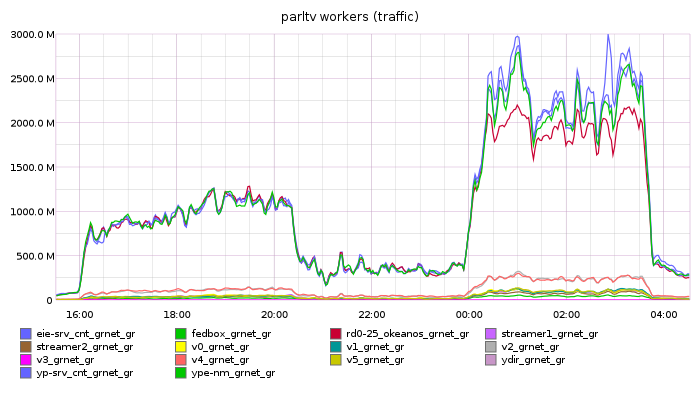 parltv workers (traffic)
3000.0 M
2500.0 M
2000.0 M
1500.0 M
1000.0 M
500.0 M
0
16:00 18:00 20:00 22:00 00:00 02:00 04:00
eie-srv_cnt_grnet_gr fedbox_grnet_gr rd0-25_okeanos_grnet_gr streamer1_grnet_gr
streamer2_grnet_gr v0_grnet_gr v1_grnet_gr v2_grnet_gr
v3_grnet_gr v4_grnet_gr v5_grnet_gr ydir_grnet_gr
yp-srv_cnt_grnet_gr ype-nm_grnet_gr